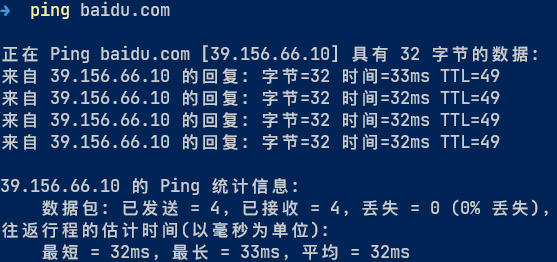 → ping baidu.com
正在 Ping baidu.com [39.156.66.10] 具有 32 字节的数据:
来自 39.156.66.10 的回复: 字节=32 时间=33ms TTL=49
来自 39.156.66.10 的回复: 字节=32 时间=32ms TTL=49
来自 39.156.66.10 的回复: 字节=32 时间=32ms TTL=49
来自 39.156.66.10 的回复: 字节=32 时间=32ms TTL=49
39.156.66.10 的 Ping 统计信息:
数据包: 已发送 = 4, 已接收 = 4, 丢失 = 0 (0% 丢失),
往返行程的估计时间(以毫秒为单位):
最短 = 32ms, 最长 = 33ms, 平均 = 32ms